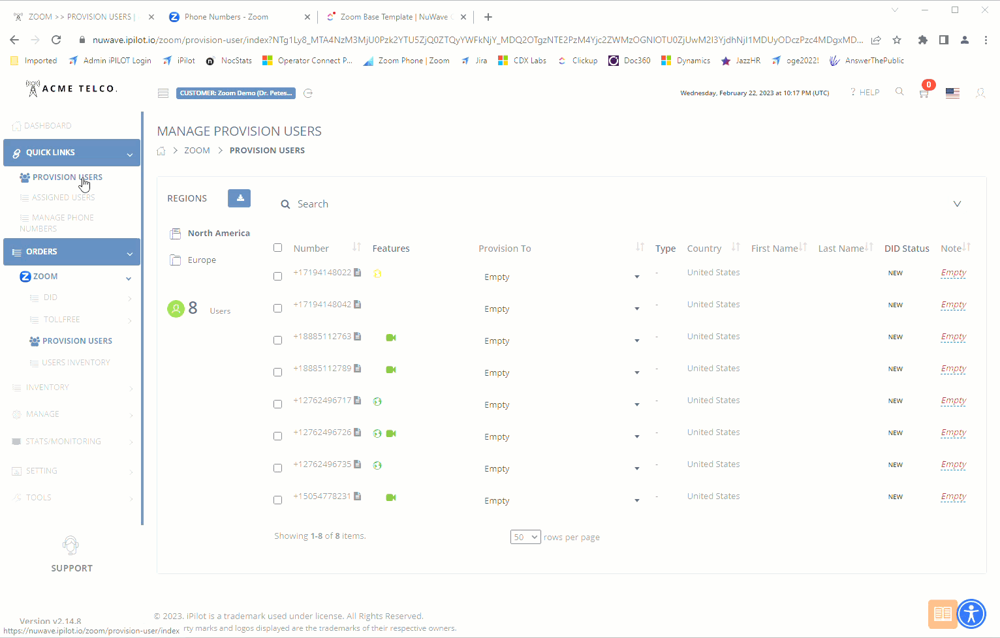 ZOOM >> PROVISION USERS |
Phone Numbers - Zoom
Zoom Base Template | NuWave
nuwave.ipilot.io/zoom/provision-user/index?NTg1Ly8_MTA4NzM3MjU0Pzk2YTU5ZjQ0ZTQyYWFkNjY_MDQ2OTgzNTE2PzM4Yjc2ZWMzOGNlOTU0ZjUwM2I3YjdhNjI1MDUyODczPzc4MDgxMD...
Imported
Admin iPILOT Login
iPilot
NocStats
Operator Connect P...
Zoom Phone | Zoom
Jira
CDX Labs
Clickup
Doc360
Dynamics
JazzHR
oge2022!
AnswerThePublic
ACME TELCO.
CUSTOMER: Zoom Demo (Dr. Petes...
Wednesday, February 22, 2023 at 10:17 PM (UTC)
? HELP
0
DASHBOARD
QUICK LINKS
PROVISION USERS
ASSIGNED USERS
MANAGE PHONE
NUMBERS
ORDERS
ZOOM
DID
TOLLFREE
PROVISION USERS
USERS INVENTORY
INVENTORY
MANAGE
STATS/MONITORING
SETTING
TOOLS
SUPPORT
Version v2.14.8
https://nuwave.ipilot.io/zoom/provision-user/index
MANAGE PROVISION USERS
> ZOOM > PROVISION USERS
REGIONS
Search
North America
Europe
8 Users
Number Features Provision To Type Country First Name Last Name DID Status Note
+17194148022 Empty - United States NEW Empty
+17194148042 Empty - United States NEW Empty
+18885112763 Empty - United States NEW Empty
+18885112789 Empty - United States NEW Empty
+12762496717 Empty - United States NEW Empty
+12762496726 Empty - United States NEW Empty
+12762496735 Empty - United States NEW Empty
+15054778231 Empty - United States NEW Empty
Showing 1-8 of 8 items.
50 rows per page
© 2023. iPilot is a trademark used under license. All Rights Reserved.
rty marks and logos displayed are the trademarks of their respective owners.